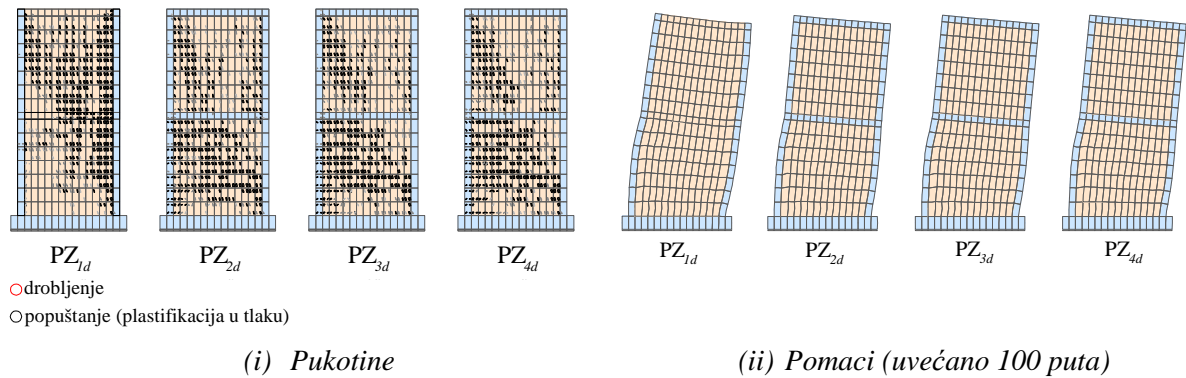 PZ1d PZ2d PZ3d PZ4d PZ1d PZ2d PZ3d PZ4d
drobljenje
popuštanje (plastifikacija u tlaku)
(i) Pukotine (ii) Pomaci (uvećano 100 puta)